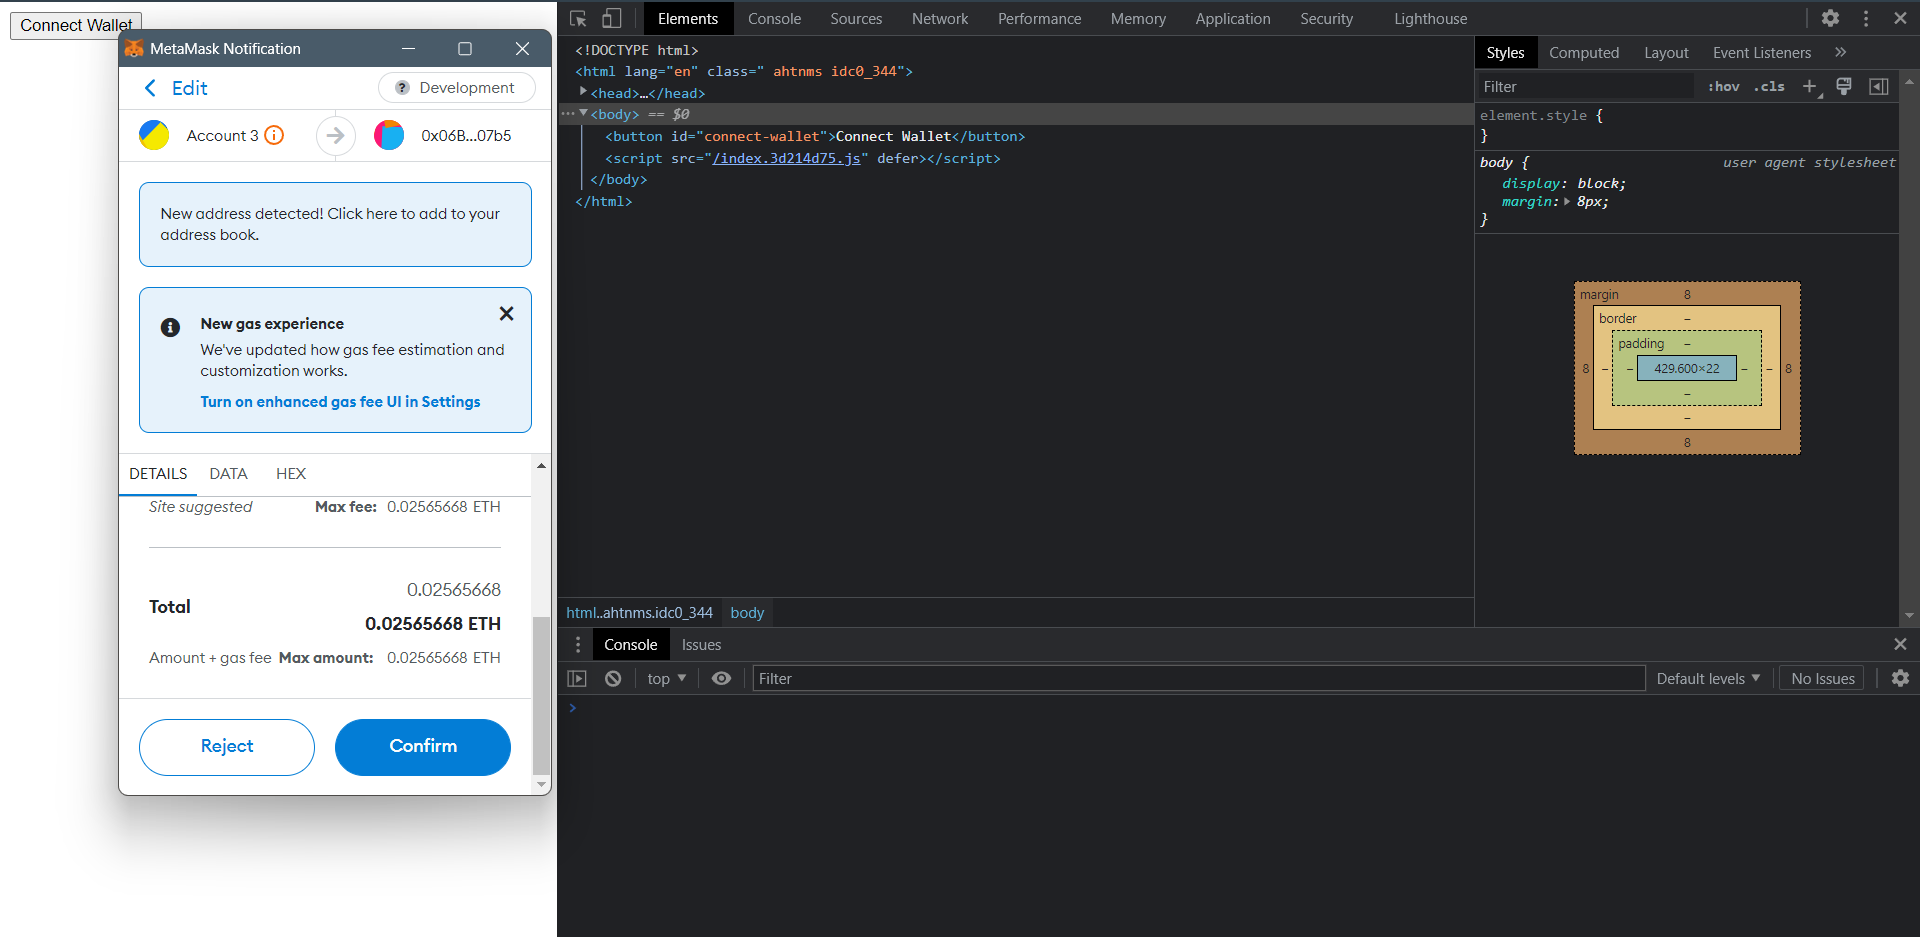 Connect Wallet
MetaMask Notification
Edit
? Development
Account 3
0x06B...07b5
New address detected! Click here to add to your
address book.
New gas experience
We've updated how gas fee estimation and
customization works.
Turn on enhanced gas fee UI in Settings
DETAILS DATA HEX
Site suggested Max fee: 0.02565668 ETH
0.02565668
Total
0.02565668 ETH
Amount + gas fee Max amount: 0.02565668 ETH
Reject Confirm
Elements Console Sources Network Performance Memory Application Security Lighthouse
<!DOCTYPE html>
<html lang="en" class=" ahtnms idc0_344">
<head>…</head>
<body> == $0
<button id="connect-wallet">Connect Wallet</button>
<script src="/index.3d214d75.js" defer></script>
</body>
</html>
html..ahtnms.idc0_344 body
Styles Computed Layout Event Listeners »
Filter :hov .cls +
element.style {
}
body { user agent stylesheet
display: block;
margin: 8px;
}
margin 8
border –
padding –
8 – – 429.600×22 – – 8
–
–
8
Console Issues
top Filter Default levels No Issues
>